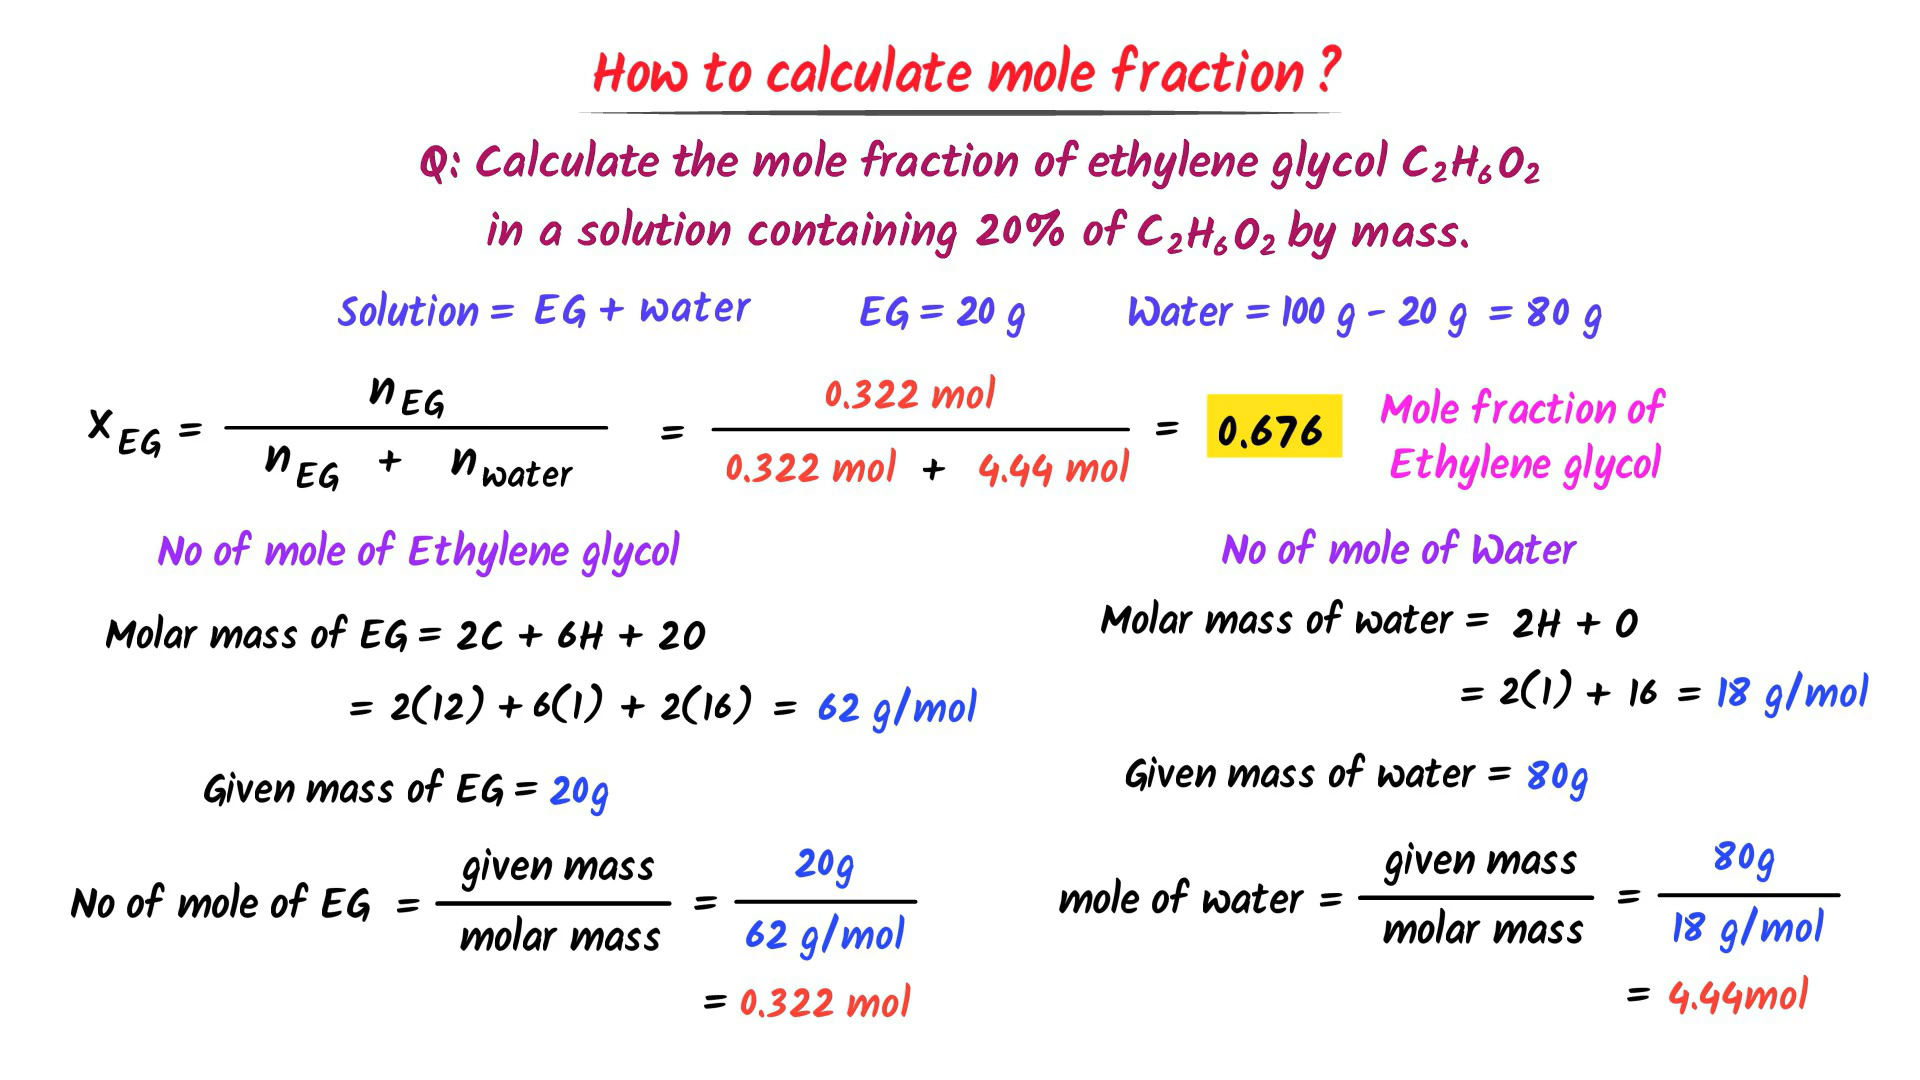 How to calculate mole fraction?
Q: Calculate the mole fraction of ethylene glycol C₂H₆O₂
in a solution containing 20% of C₂H₆O₂ by mass.
Solution = EG + water EG = 20 g Water = 100 g - 20 g = 80 g
x_EG = n_EG / (n_EG + n_water) = 0.322 mol / (0.322 mol + 4.44 mol) = 0.676
Mole fraction of
Ethylene glycol
No of mole of Ethylene glycol
Molar mass of EG = 2C + 6H + 2O
= 2(12) + 6(1) + 2(16) = 62 g/mol
Given mass of EG = 20g
No of mole of EG = given mass / molar mass = 20g / 62 g/mol
= 0.322 mol
No of mole of Water
Molar mass of water = 2H + O
= 2(1) + 16 = 18 g/mol
Given mass of water = 80g
mole of water = given mass / molar mass = 80g / 18 g/mol
= 4.44mol